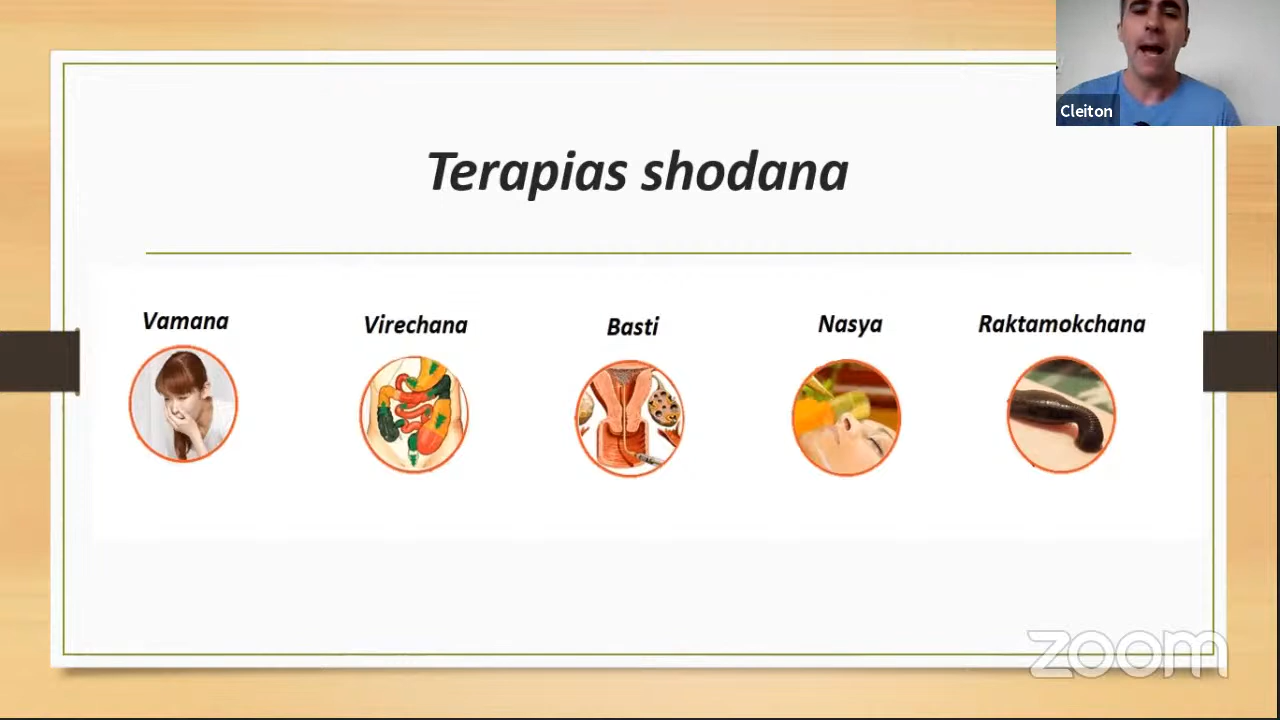 Cleiton
Terapias shodana
Vamana
Virechana
Basti
Nasya
Raktamokchana
zoom